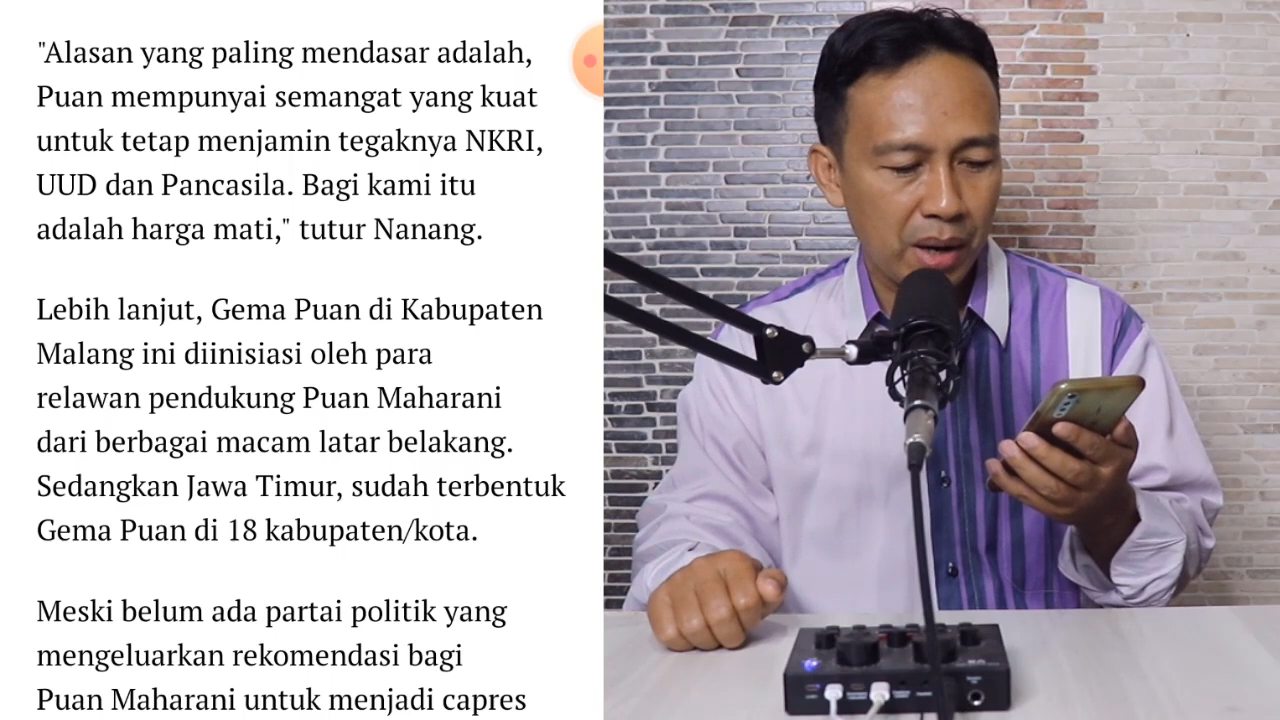 "Alasan yang paling mendasar adalah,
Puan mempunyai semangat yang kuat
untuk tetap menjamin tegaknya NKRI,
UUD dan Pancasila. Bagi kami itu
adalah harga mati," tutur Nanang.
Lebih lanjut, Gema Puan di Kabupaten
Malang ini diinisiasi oleh para
relawan pendukung Puan Maharani
dari berbagai macam latar belakang.
Sedangkan Jawa Timur, sudah terbentuk
Gema Puan di 18 kabupaten/kota.
Meski belum ada partai politik yang
mengeluarkan rekomendasi bagi
Puan Maharani untuk menjadi capres